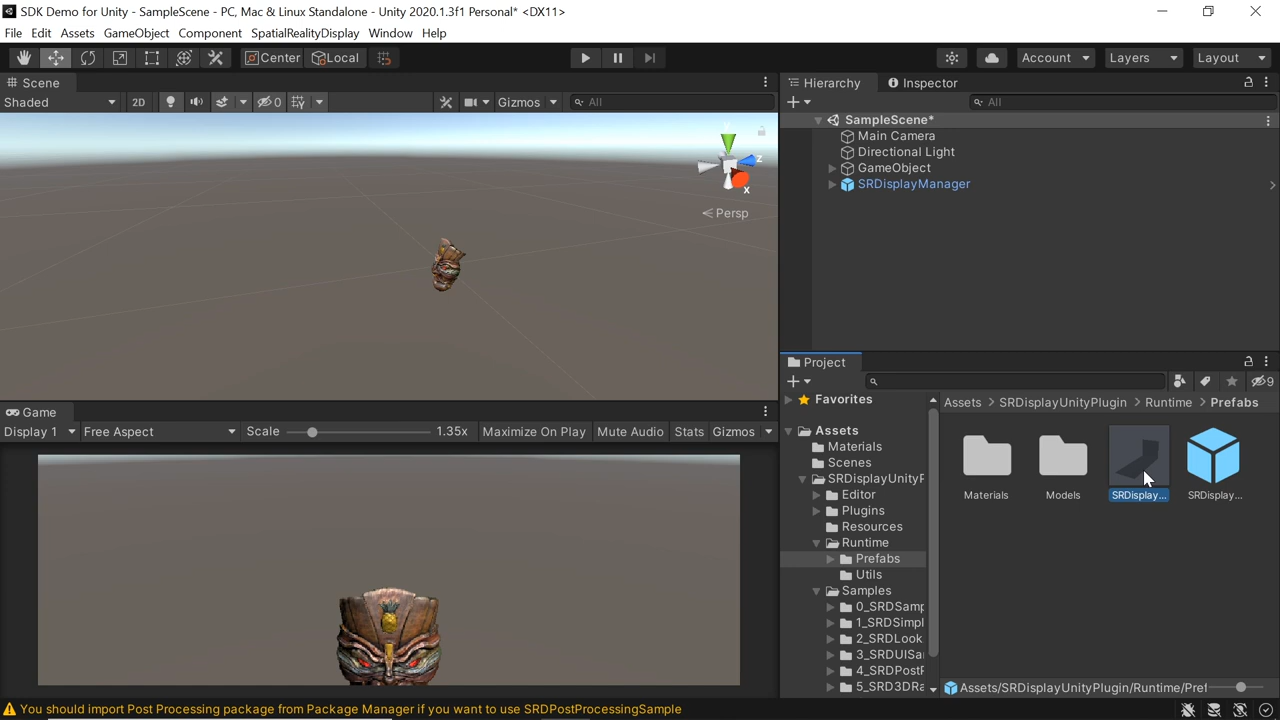 SDK Demo for Unity - SampleScene - PC, Mac & Linux Standalone - Unity 2020.1.3f1 Personal* <DX11>
File Edit Assets GameObject Component SpatialRealityDisplay Window Help
Center Local Account Layers Layout
Scene
Shaded 2D 0 Gizmos All
y z x
Persp
Game
Display 1 Free Aspect Scale 1.35x Maximize On Play Mute Audio Stats Gizmos
Hierarchy Inspector
All
SampleScene*
Main Camera
Directional Light
GameObject
SRDisplayManager
Project
9
Favorites
Assets
Materials
Scenes
SRDisplayUnityP
Editor
Plugins
Resources
Runtime
Prefabs
Utils
Samples
0_SRDSamp
1_SRDSimpl
2_SRDLook
3_SRDUISa
4_SRDPostP
5_SRD3DRa
Assets > SRDisplayUnityPlugin > Runtime > Prefabs
Materials Models SRDisplay... SRDisplay...
Assets/SRDisplayUnityPlugin/Runtime/Pref
You should import Post Processing package from Package Manager if you want to use SRDPostProcessingSample